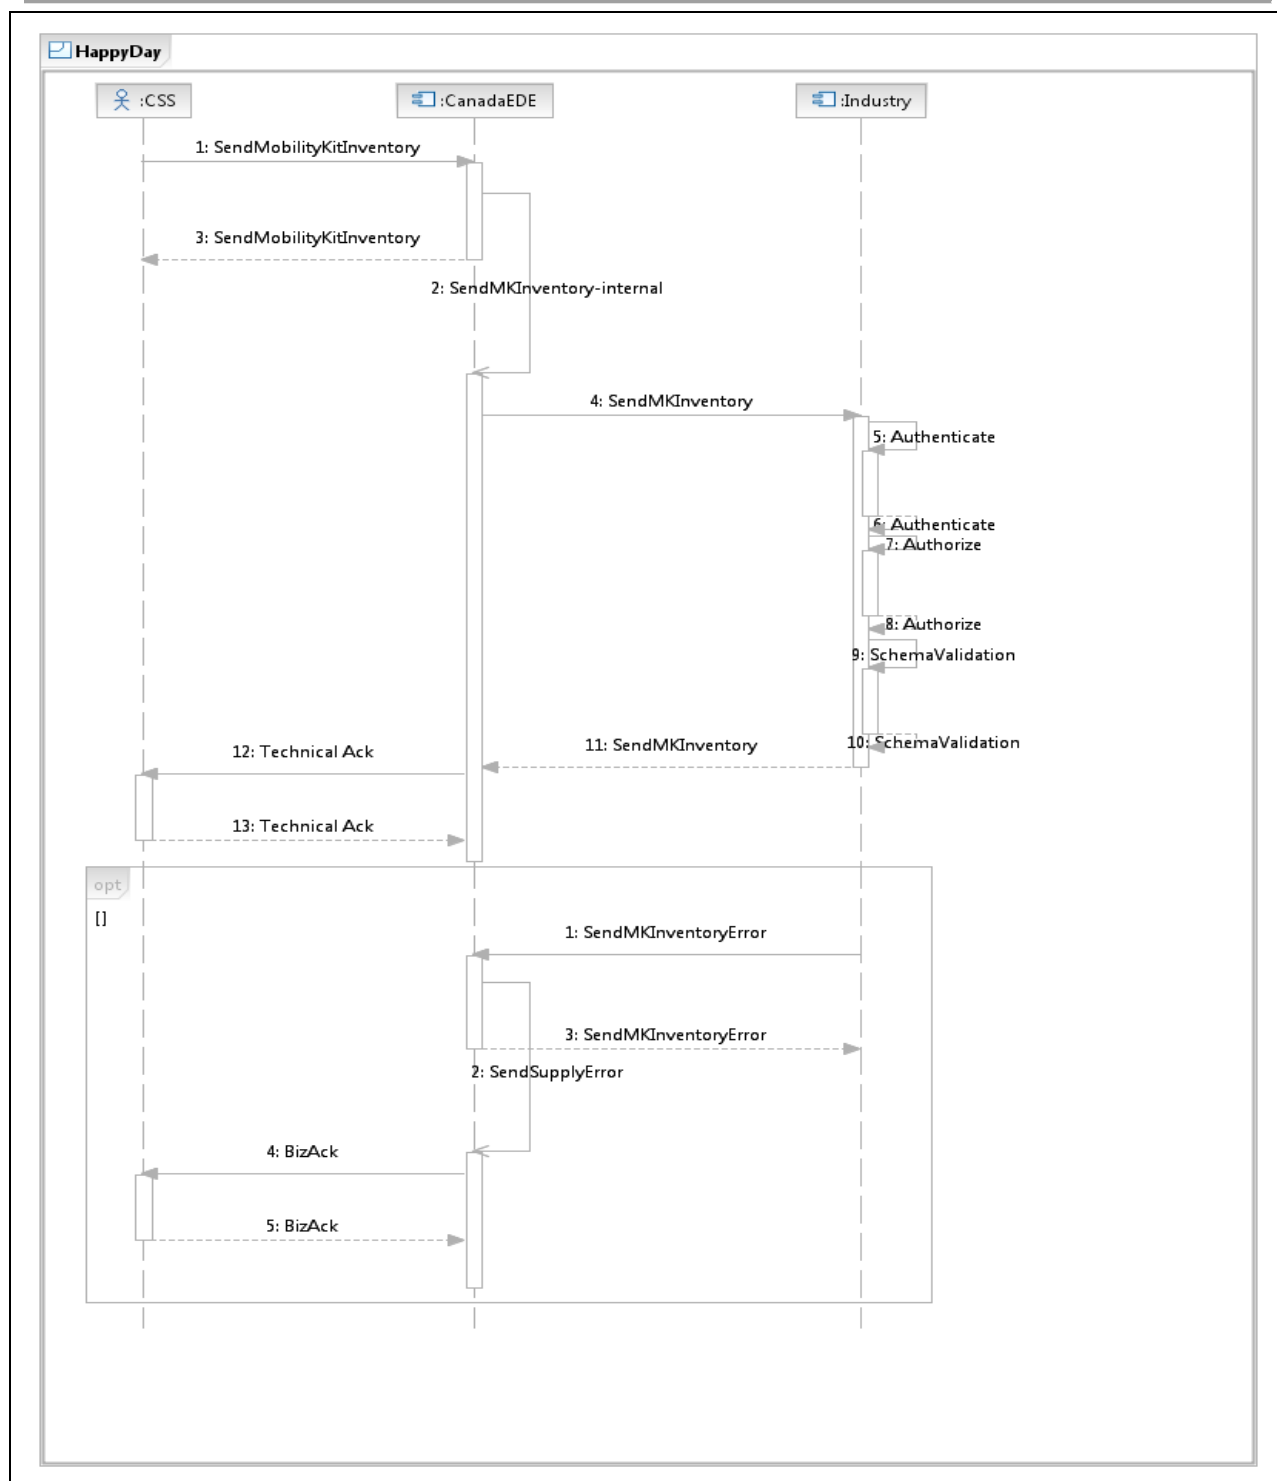 HappyDay
:CSS
:CanadaEDE
:Industry
1: SendMobilityKitInventory
3: SendMobilityKitInventory
2: SendMKInventory-internal
4: SendMKInventory
5: Authenticate
6: Authenticate
7: Authorize
8: Authorize
9: SchemaValidation
10: SchemaValidation
11: SendMKInventory
12: Technical Ack
13: Technical Ack
opt
[]
1: SendMKInventoryError
3: SendMKInventoryError
2: SendSupplyError
4: BizAck
5: BizAck